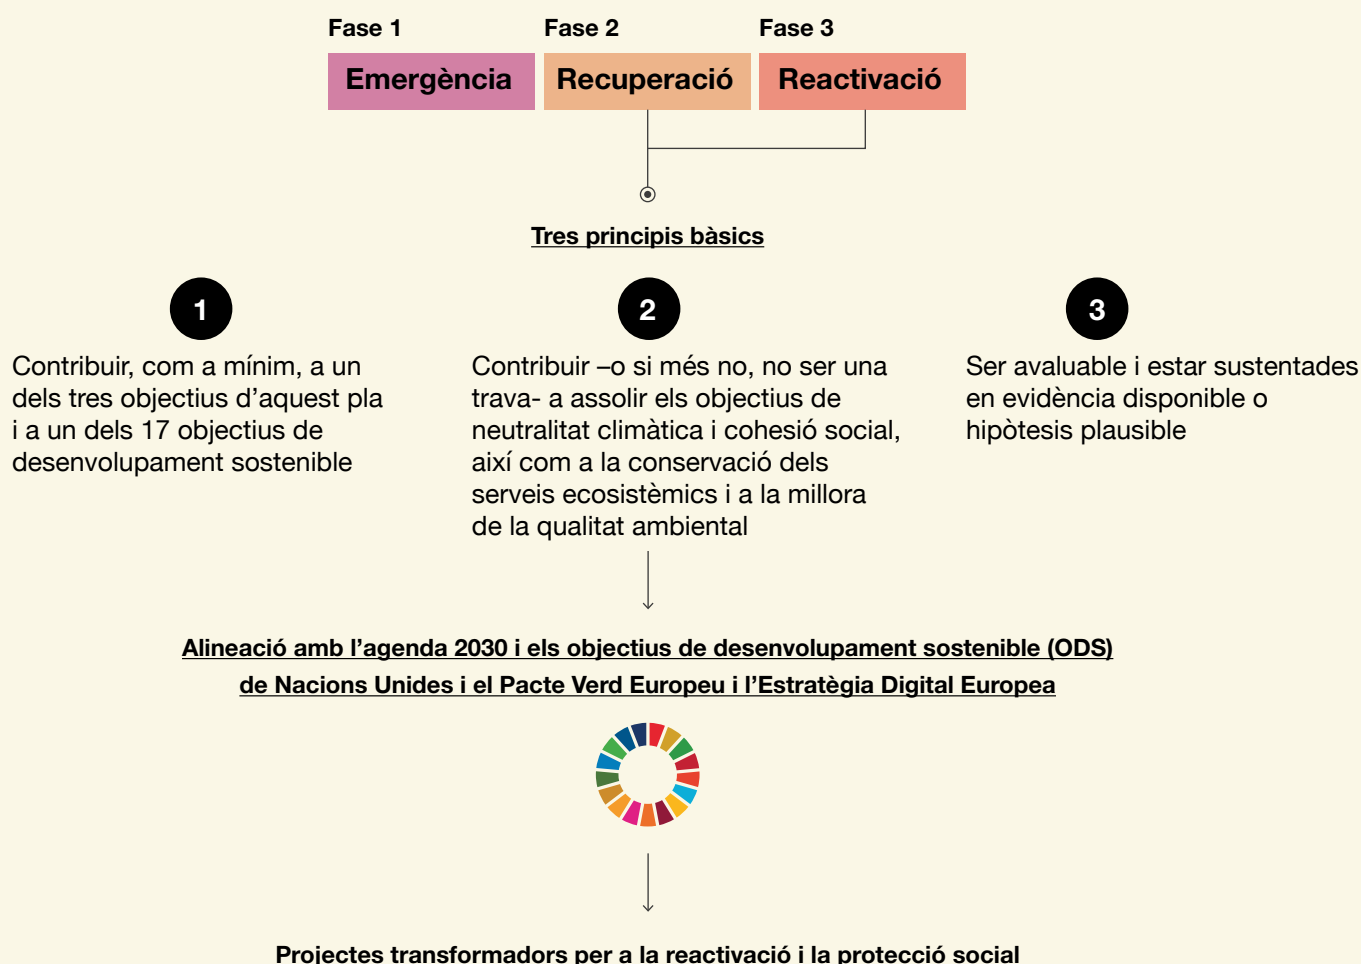 Fase 1
Fase 2
Fase 3
Emergència
Recuperació
Reactivació
Tres principis bàsics
1
Contribuir, com a mínim, a un
dels tres objectius d’aquest pla
i a un dels 17 objectius de
desenvolupament sostenible
2
Contribuir –o si més no, no ser una
trava- a assolir els objectius de
neutralitat climàtica i cohesió social,
així com a la conservació dels
serveis ecosistèmics i a la millora
de la qualitat ambiental
3
Ser avaluable i estar sustentades
en evidència disponible o
hipòtesis plausible
Alineació amb l’agenda 2030 i els objectius de desenvolupament sostenible (ODS)
de Nacions Unides i el Pacte Verd Europeu i l’Estratègia Digital Europea
Projectes transformadors per a la reactivació i la protecció social